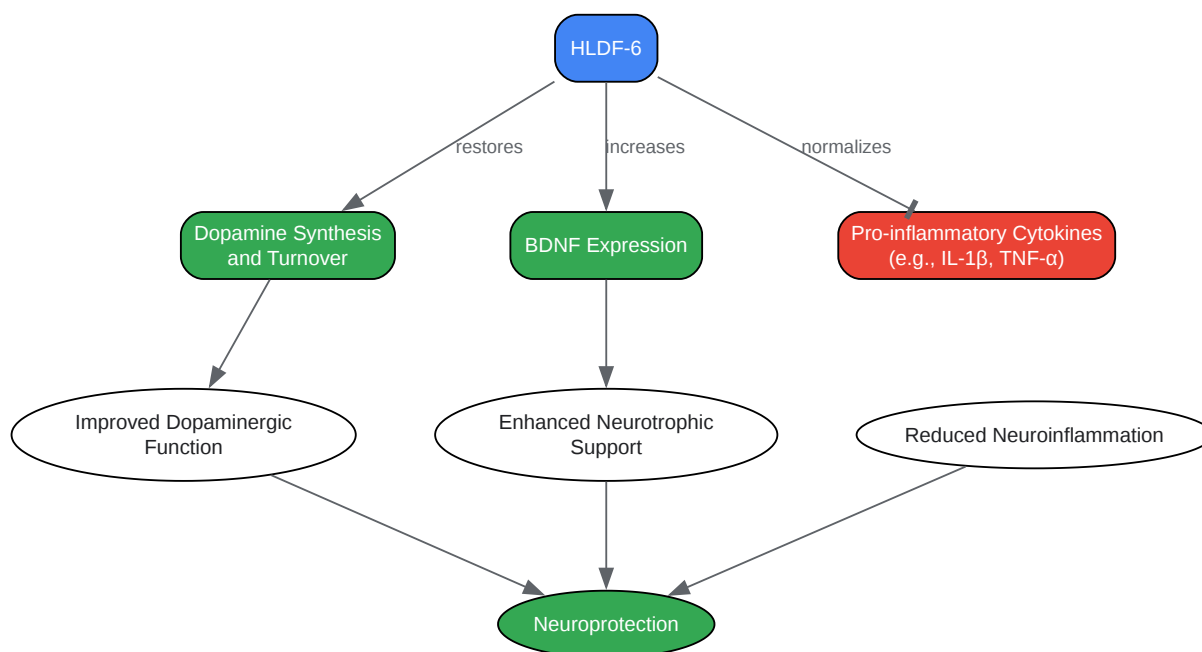 HLDF-6
restores
increases
normalizes
Dopamine Synthesis
and Turnover
BDNF Expression
Pro-inflammatory Cytokines
(e.g., IL-1β, TNF-α)
Improved Dopaminergic
Function
Enhanced Neurotrophic
Support
Reduced Neuroinflammation
Neuroprotection